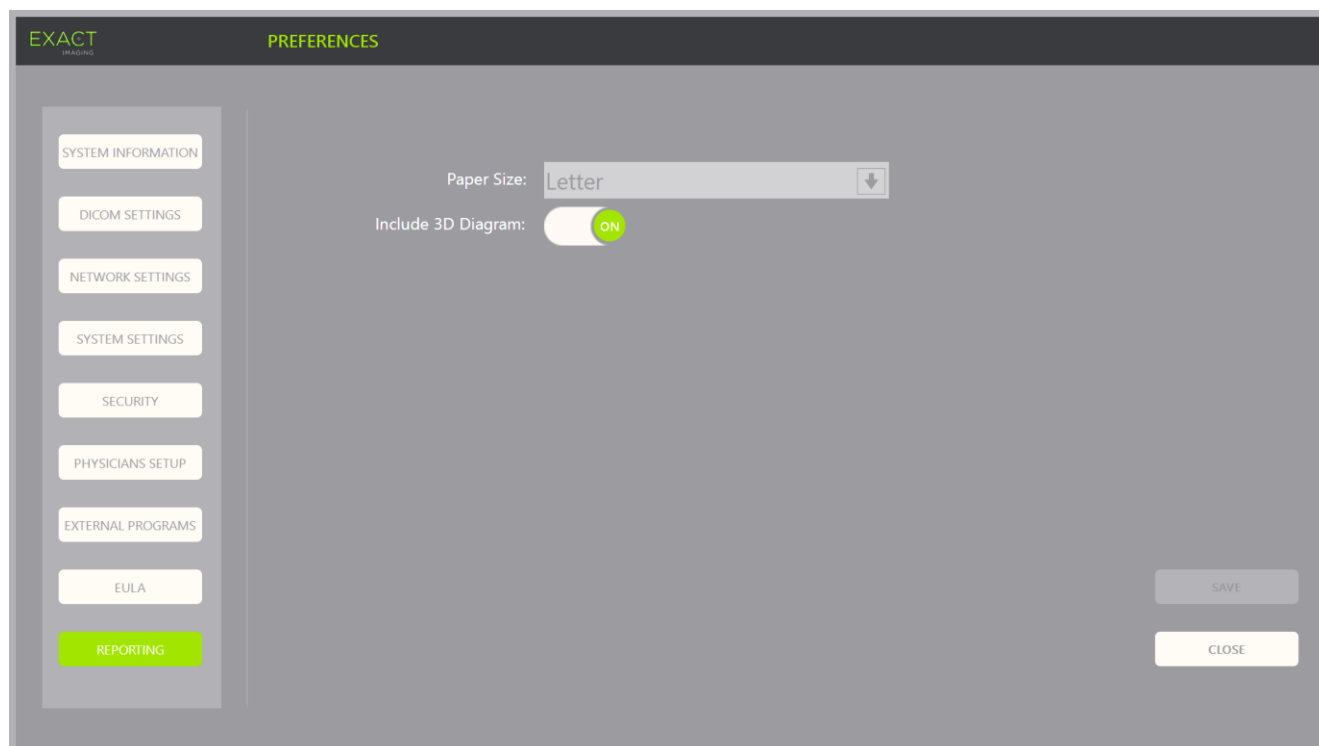 EXACT
IMAGING
PREFERENCES
SYSTEM INFORMATION
DICOM SETTINGS
NETWORK SETTINGS
SYSTEM SETTINGS
SECURITY
PHYSICIANS SETUP
EXTERNAL PROGRAMS
EULA
REPORTING
Paper Size: Letter
Include 3D Diagram: ON
SAVE
CLOSE